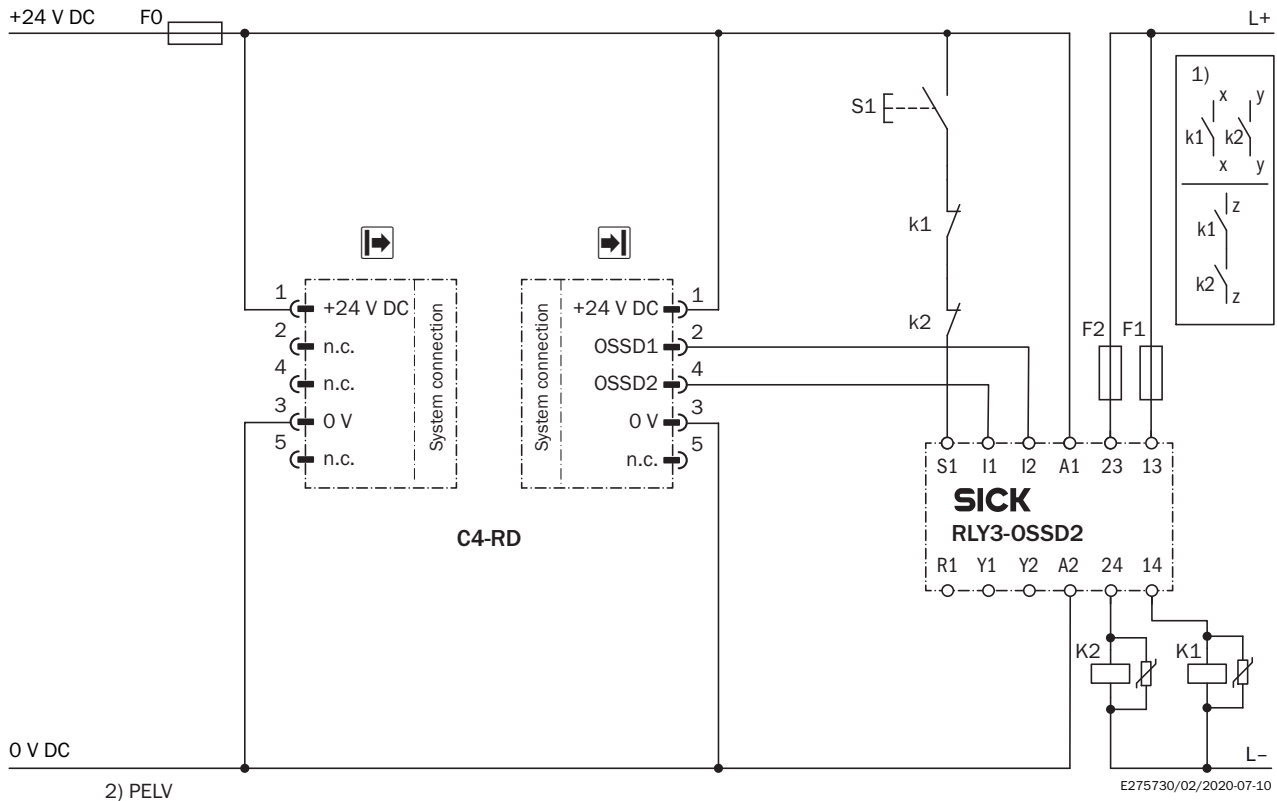 +24 V DC F0 L+
1)
x y
k1 k2
x y
z
k1
k2
z
S1
k1
k2
F2 F1
1 +24 V DC
2 n.c.
4 n.c.
3 0 V
5 n.c.
System connection
System connection
+24 V DC 1
OSSD1 2
OSSD2 4
0 V 3
n.c. 5
C4-RD
S1 I1 I2 A1 23 13
SICK
RLY3-OSSD2
R1 Y1 Y2 A2 24 14
K2 K1
0 V DC L–
2) PELV
E275730/02/2020-07-10